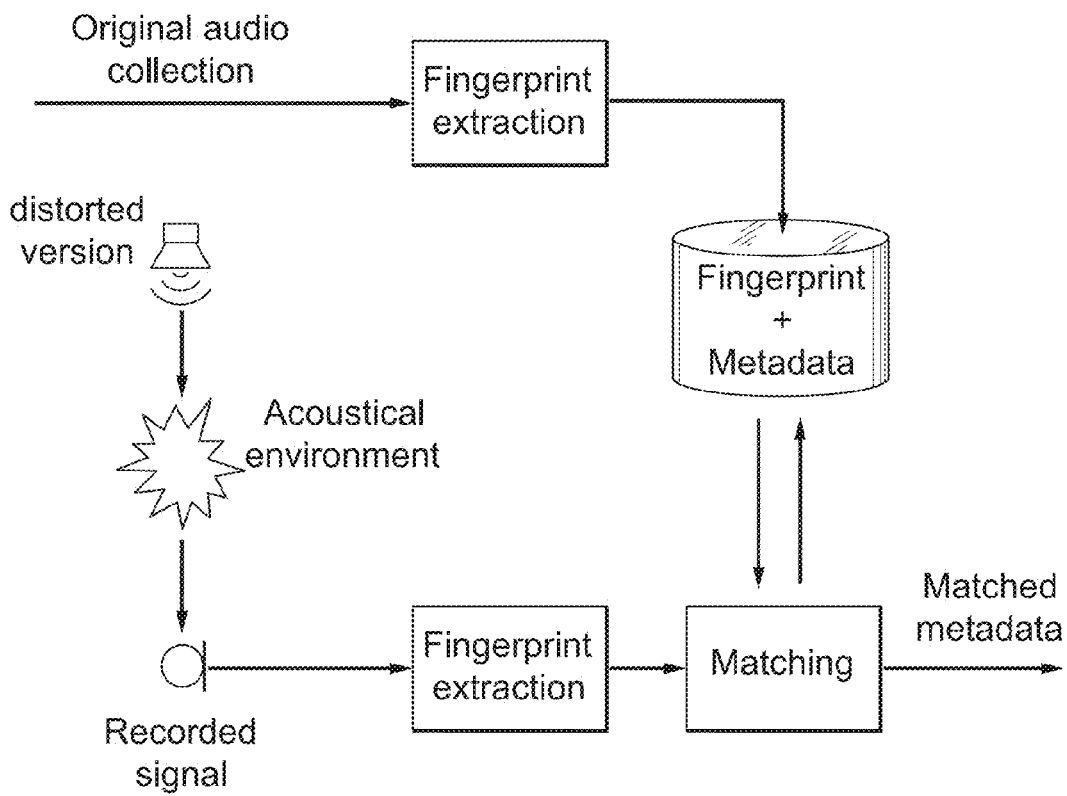 Original audio
collection
Fingerprint
extraction
distorted
version
Fingerprint
+
Metadata
Acoustical
environment
Matched
metadata
Fingerprint
extraction
Matching
Recorded
signal